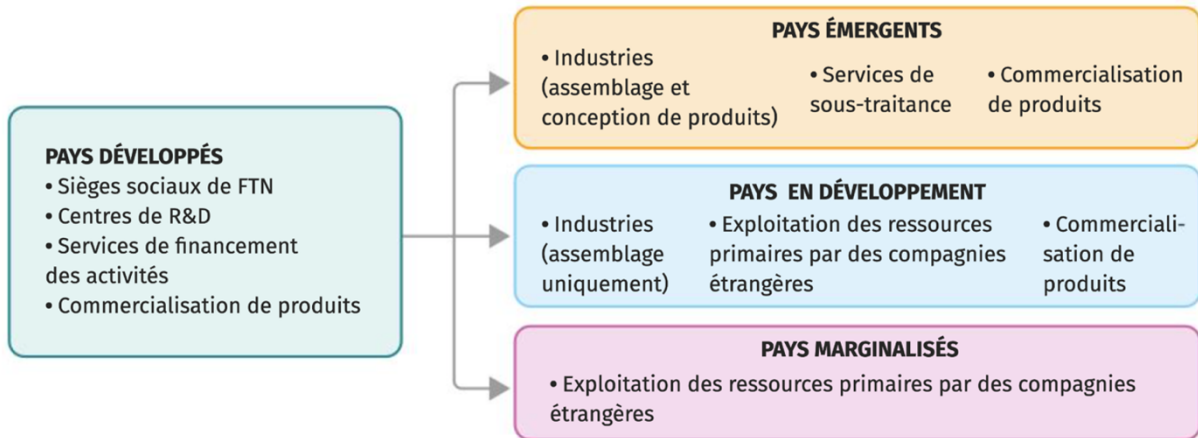 PAYS DÉVELOPPÉS
• Sièges sociaux de FTN
• Centres de R&D
• Services de financement
des activités
• Commercialisation de produits
PAYS ÉMERGENTS
• Industries
(assemblage et
conception de produits)
• Services de
sous-traitance
• Commercialisation
de produits
PAYS EN DÉVELOPPEMENT
• Industries
(assemblage
uniquement)
• Exploitation des ressources
primaires par des compagnies
étrangères
• Commerciali-
sation de
produits
PAYS MARGINALISÉS
• Exploitation des ressources primaires par des compagnies
étrangères